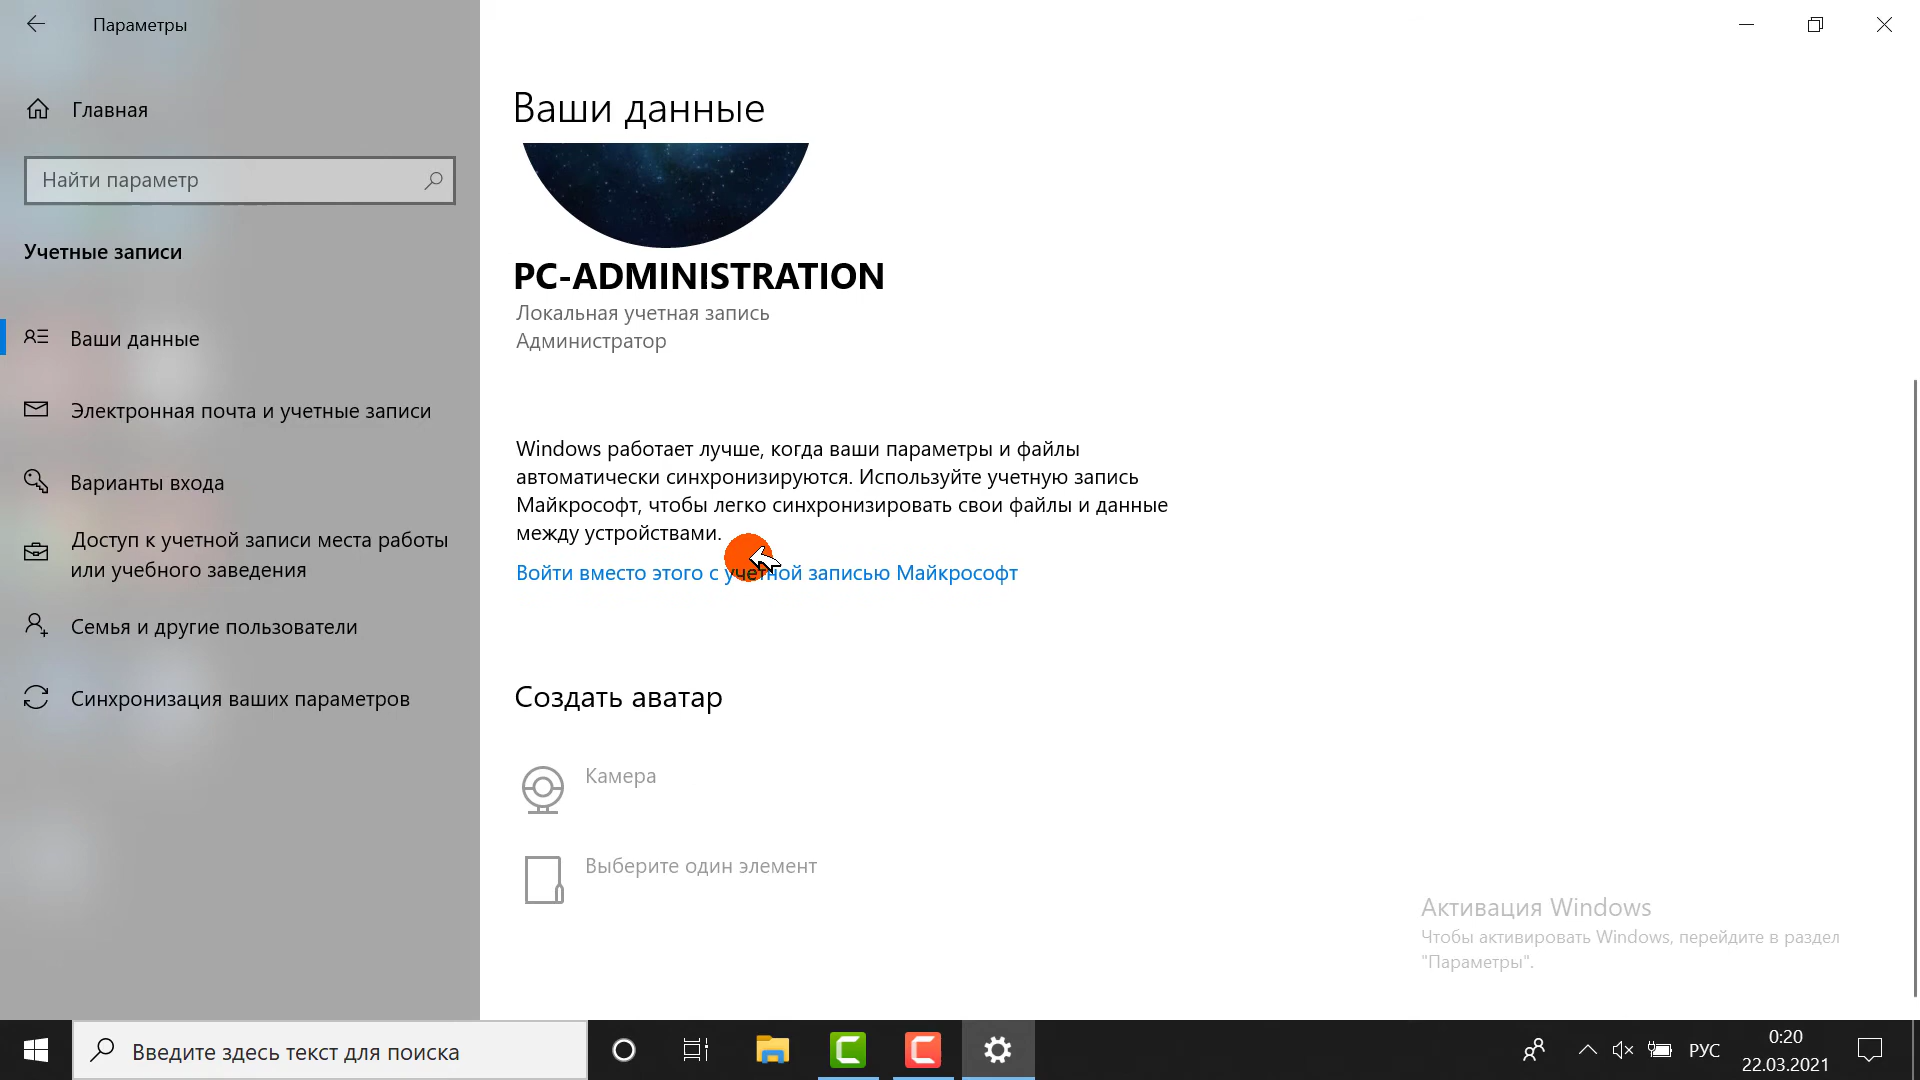 Параметры
Главная
Найти параметр
Учетные записи
Ваши данные
Электронная почта и учетные записи
Варианты входа
Доступ к учетной записи места работы
или учебного заведения
Семья и другие пользователи
Синхронизация ваших параметров
Ваши данные
PC-ADMINISTRATION
Локальная учетная запись
Администратор
Windows работает лучше, когда ваши параметры и файлы
автоматически синхронизируются. Используйте учетную запись
Майкрософт, чтобы легко синхронизировать свои файлы и данные
между устройствами.
Войти вместо этого с учетной записью Майкрософт
Создать аватар
Камера
Выберите один элемент
Активация Windows
Чтобы активировать Windows, перейдите в раздел
"Параметры".
Введите здесь текст для поиска
РУС
0:20
22.03.2021